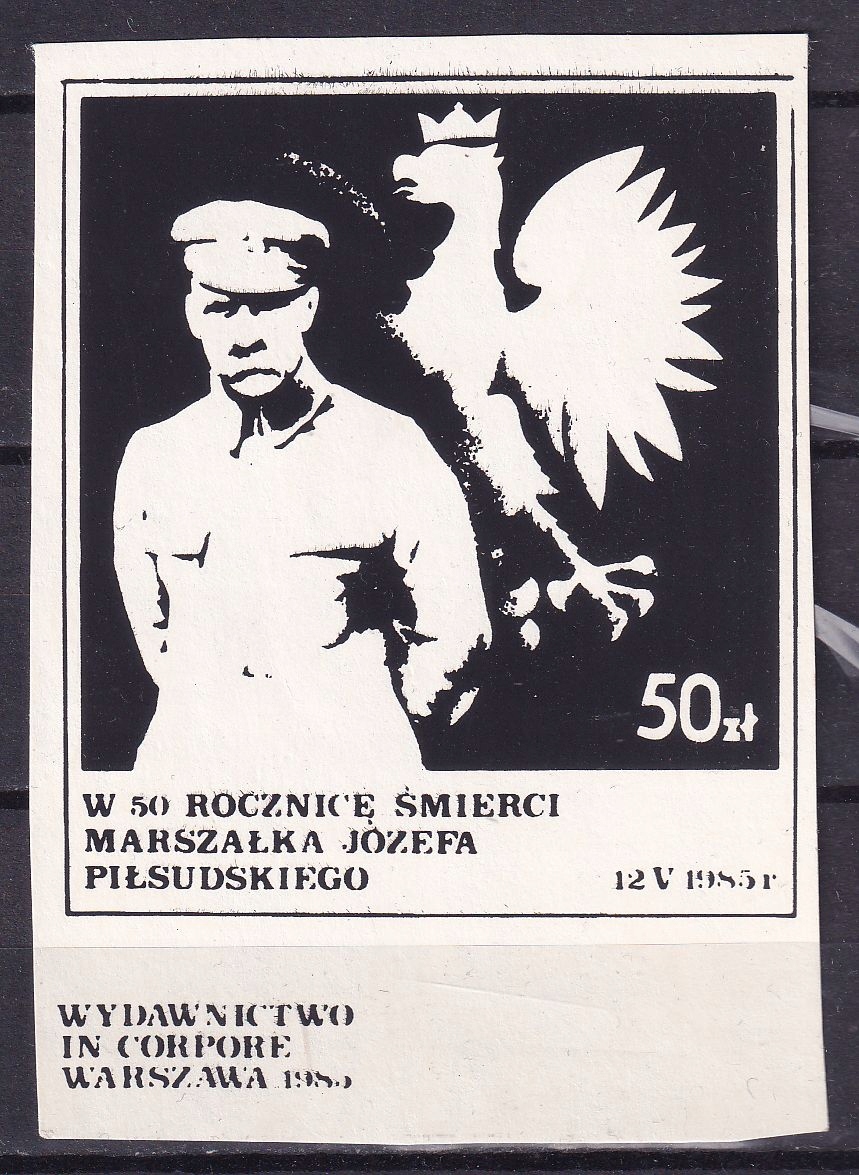 50zł
W 50 ROCZNICĘ ŚMIERCI
MARSZAŁKA JÓZEFA
PIŁSUDSKIEGO
12 V 1985 r
WYDAWNICTWO
IN CORPORE
WARSZAWA 1985